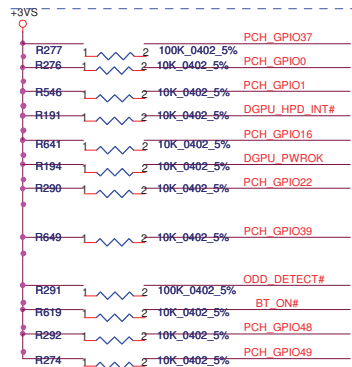 +3VS
PCH_GPIO37
R277 1 2 100K_0402_5%
PCH_GPIO0
R276 1 2 10K_0402_5%
PCH_GPIO1
R546 1 2 10K_0402_5%
DGPU_HPD_INT#
R191 1 2 10K_0402_5%
PCH_GPIO16
R641 1 2 10K_0402_5%
DGPU_PWROK
R194 1 2 10K_0402_5%
PCH_GPIO22
R290 1 2 10K_0402_5%
PCH_GPIO39
R649 1 2 10K_0402_5%
ODD_DETECT#
R291 1 2 100K_0402_5%
BT_ON#
R619 1 2 10K_0402_5%
PCH_GPIO48
R292 1 2 10K_0402_5%
PCH_GPIO49
R274 1 2 10K_0402_5%